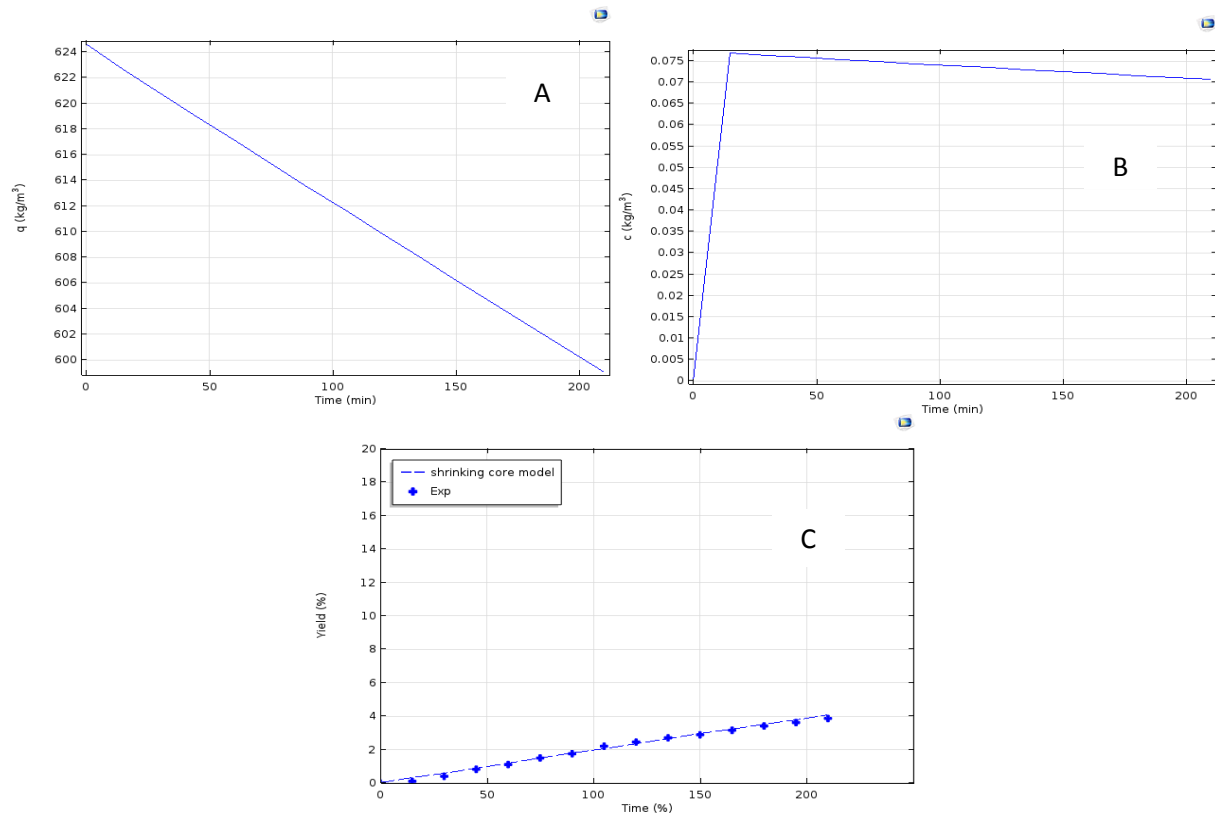 A
624
622
620
618
616
614
612
610
608
606
604
602
600
q (kg/m³)
0 50 100 150 200
Time (min)
B
0.075
0.07
0.065
0.06
0.055
0.05
0.045
0.04
0.035
0.03
0.025
0.02
0.015
0.01
0.005
0
c (kg/m³)
0 50 100 150 200
Time (min)
shrinking core model
Exp
C
20
18
16
14
12
10
8
6
4
2
0
Yield (%)
0 50 100 150 200
Time (%)